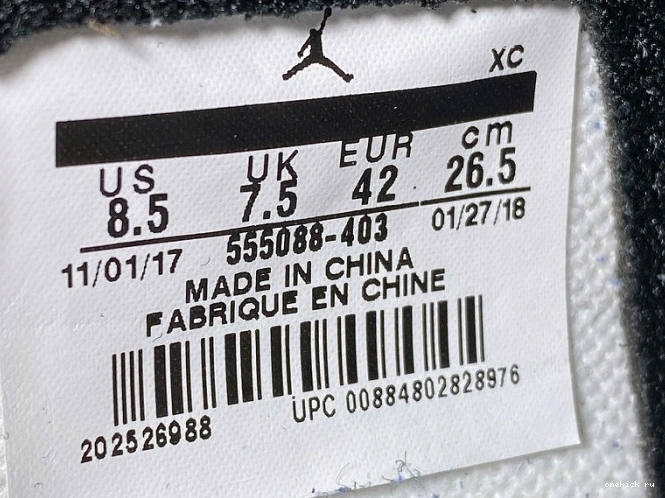 XC
US UK EUR cm
8.5 7.5 42 26.5
11/01/17 555088-403 01/27/18
MADE IN CHINA
FABRIQUE EN CHINE
202526988 UPC 00884802828976
onekick ru